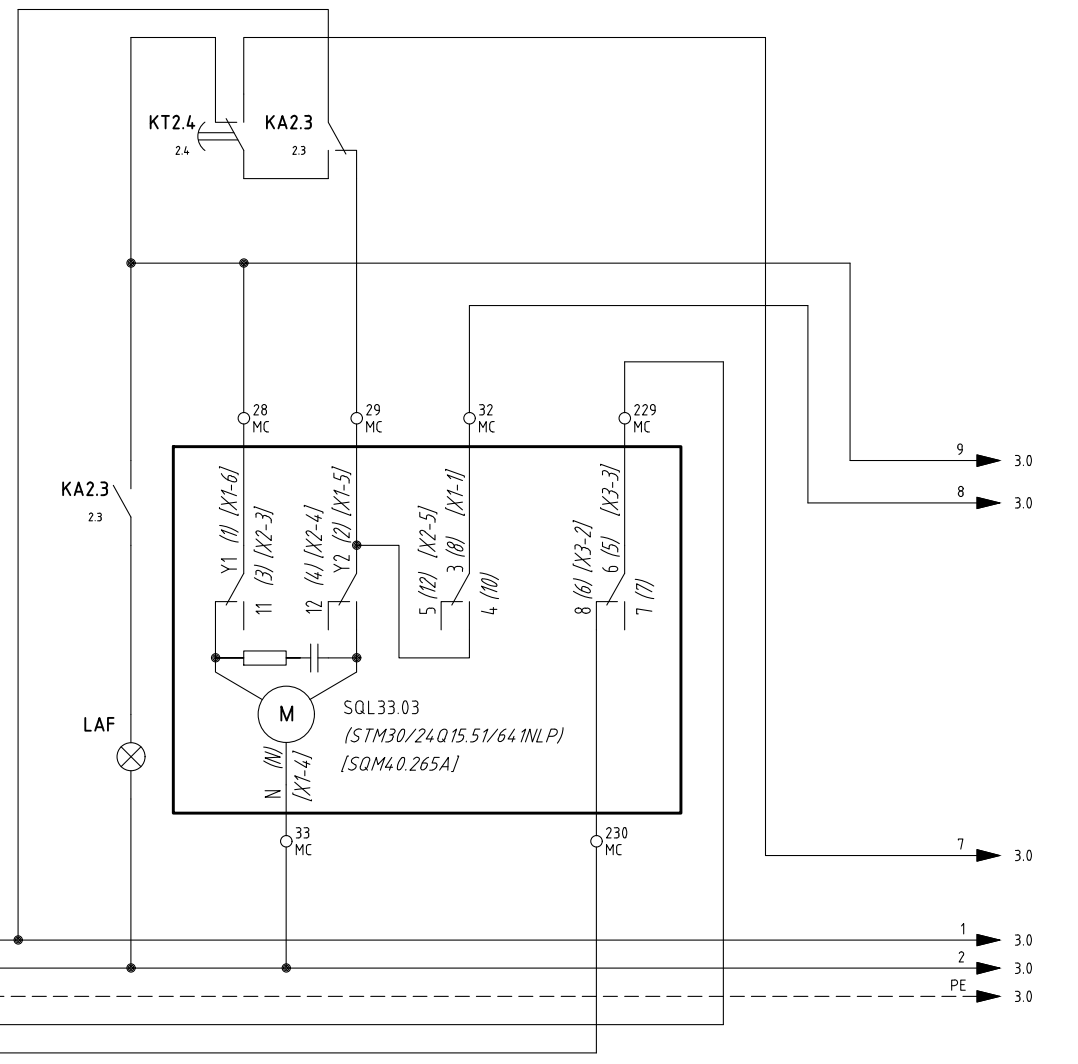 KT2.4
2.4
KA2.3
2.3
28
MC
29
MC
32
MC
229
MC
9
3.0
8
3.0
KA2.3
2.3
Y1 (1) [X1-6]
11 (3) [X2-3]
12 (4) [X2-4]
Y2 (2) [X1-5]
5 (12) [X2-5]
3 (8) [X1-1]
4 (10)
8 (6) [X3-2]
6 (5) [X3-3]
7 (7)
LAF
M
SQL33.03
(STM30/24Q15.51/641NLP)
[SQM40.265A]
N (N)
[X1-4]
33
MC
230
MC
7
3.0
1
3.0
2
3.0
PE
3.0